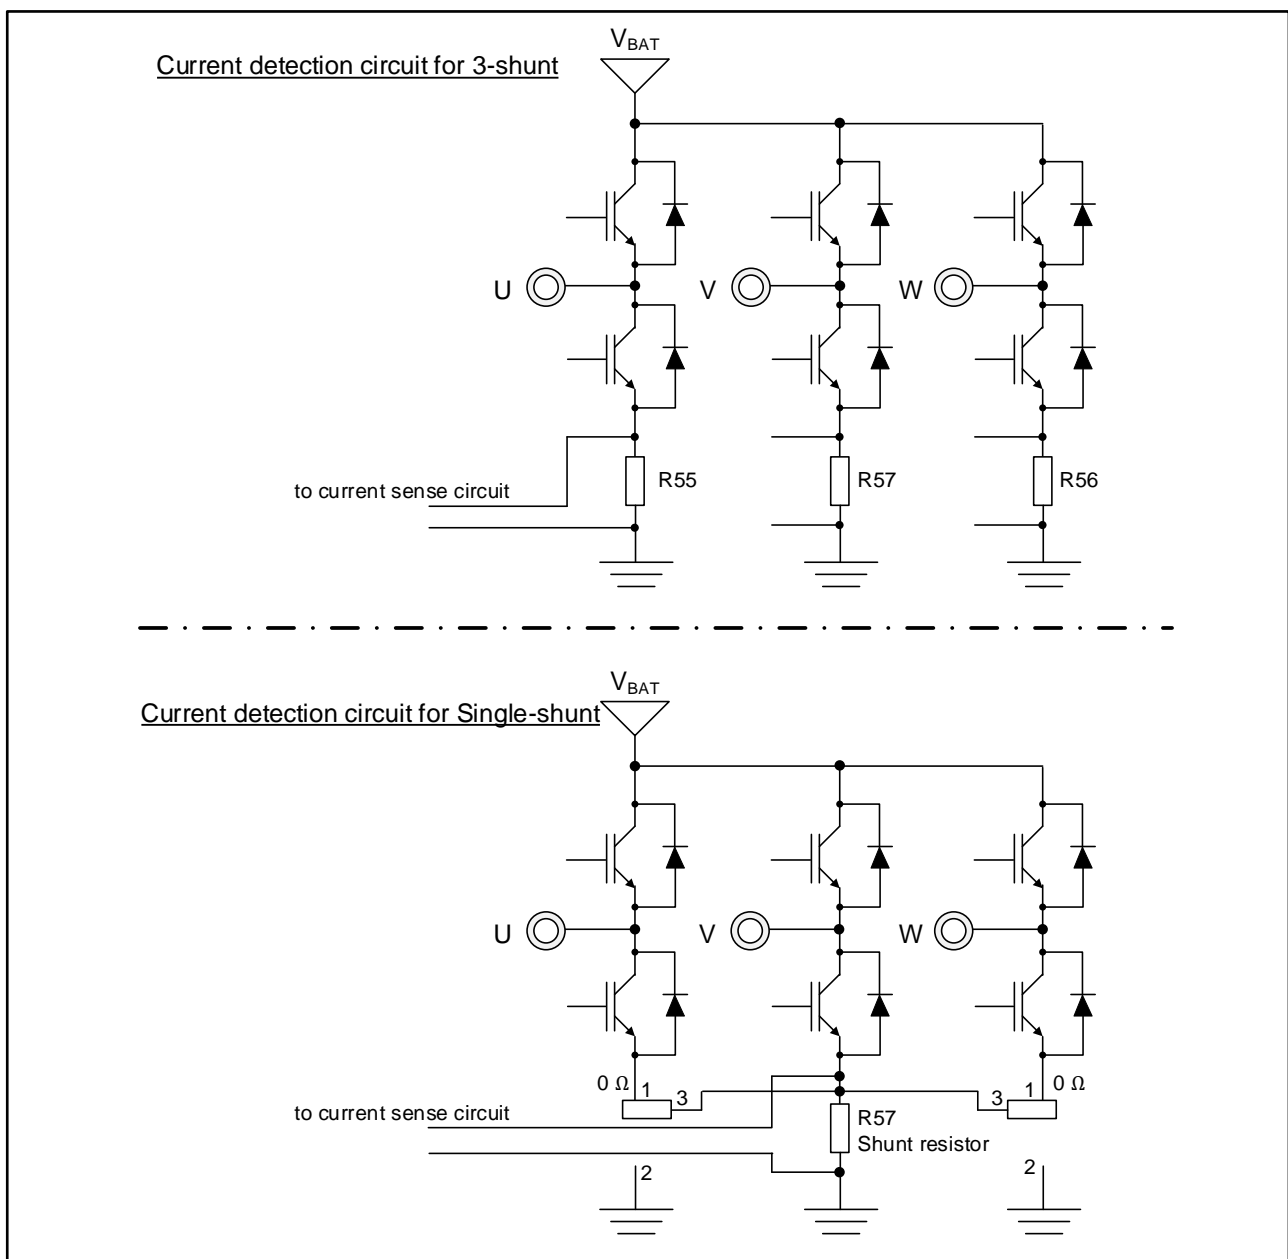 V_BAT
Current detection circuit for 3-shunt
U V W
R55 R57 R56
to current sense circuit
V_BAT
Current detection circuit for Single-shunt
U V W
0 Ω 1 3 3 1 0 Ω
to current sense circuit
R57
Shunt resistor
2 2